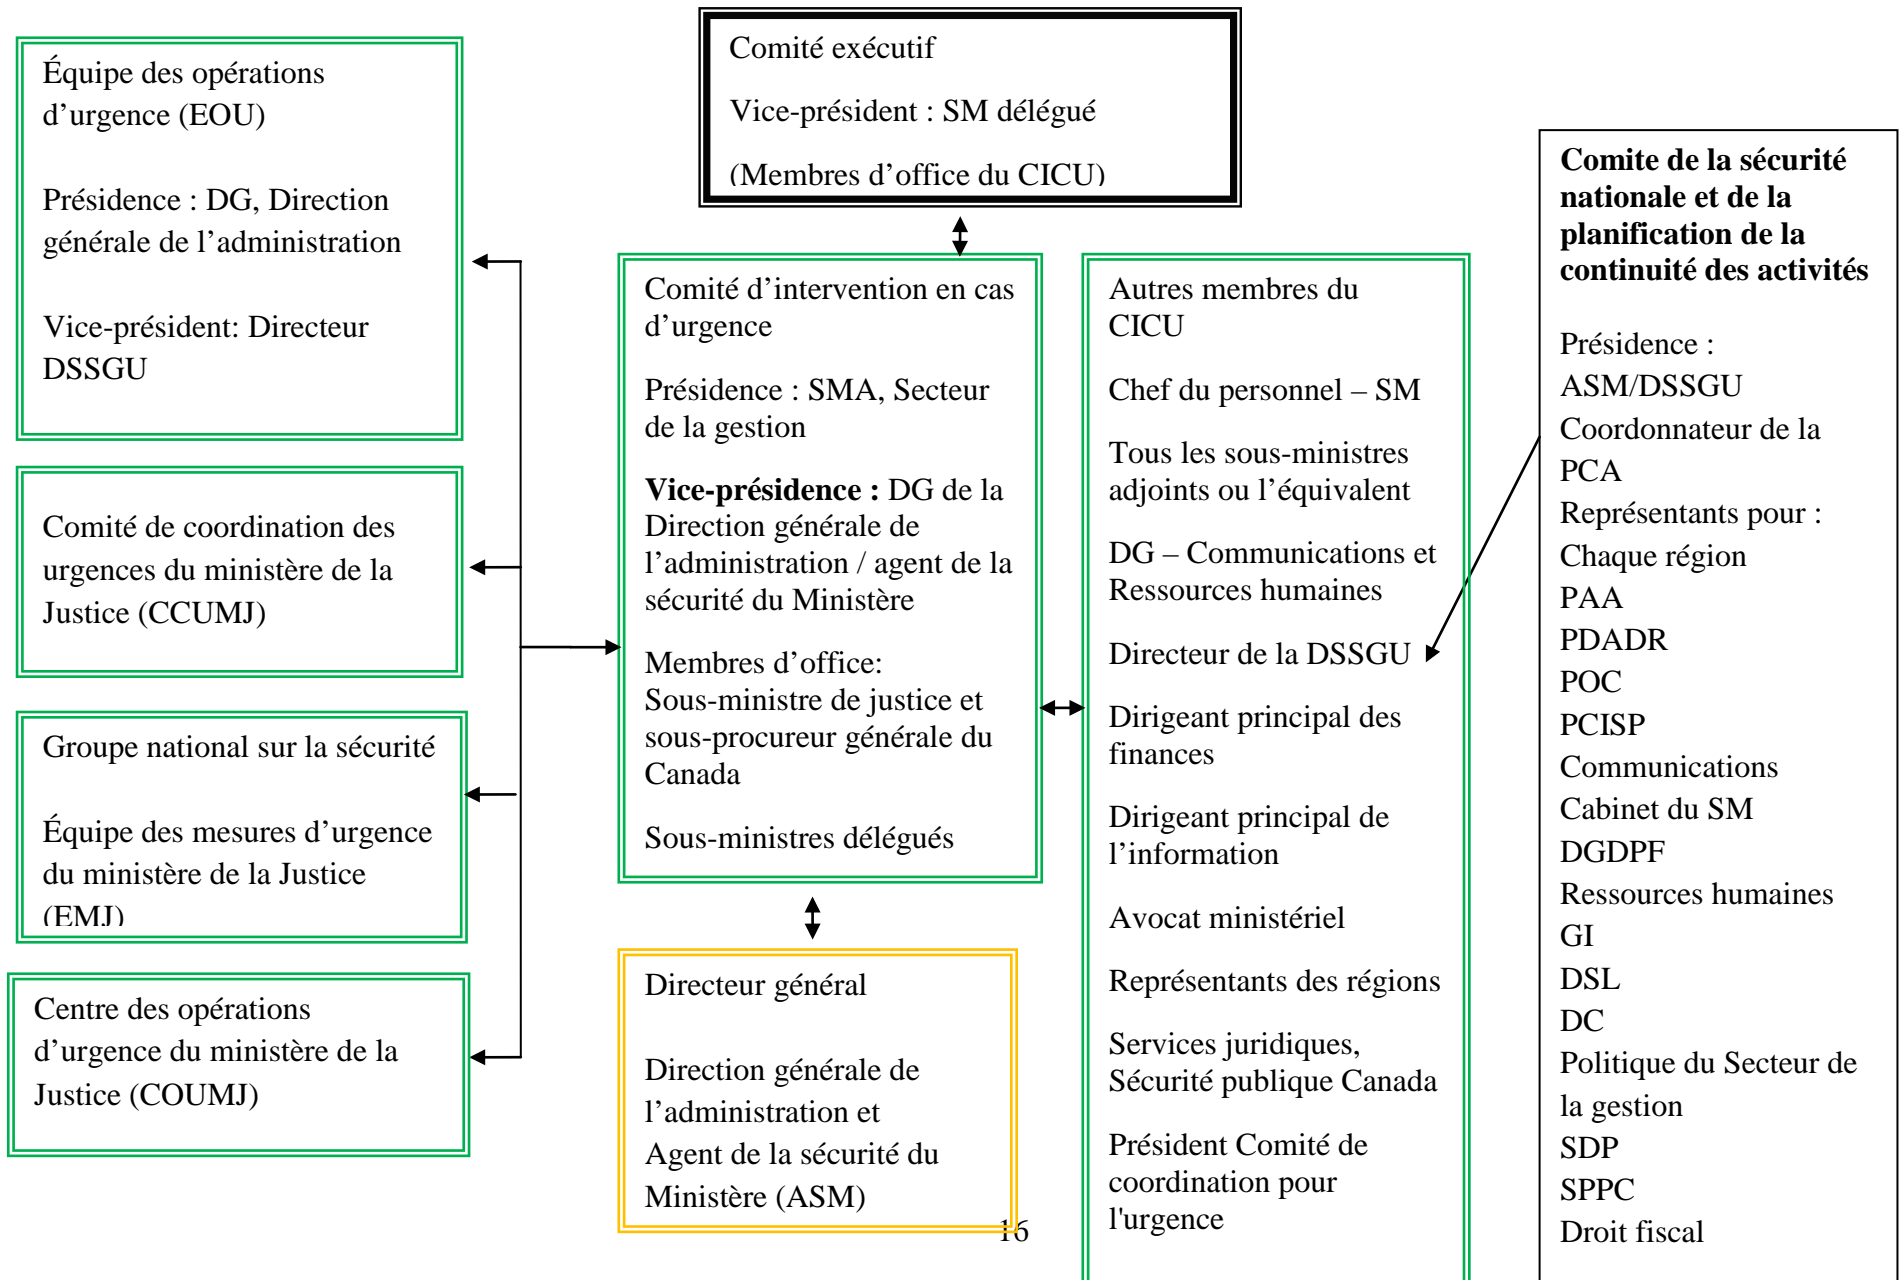 Équipe des opérations
d’urgence (EOU)
Présidence : DG, Direction
générale de l’administration
Vice-président: Directeur
DSSGU
Comité de coordination des
urgences du ministère de la
Justice (CCUMJ)
Groupe national sur la sécurité
Équipe des mesures d’urgence
du ministère de la Justice
(EMJ)
Centre des opérations
d’urgence du ministère de la
Justice (COUMJ)
Comité exécutif
Vice-président : SM délégué
(Membres d’office du CICU)
Comité d’intervention en cas
d’urgence
Présidence : SMA, Secteur
de la gestion
Vice-présidence : DG de la
Direction générale de
l’administration / agent de la
sécurité du Ministère
Membres d’office:
Sous-ministre de justice et
sous-procureur générale du
Canada
Sous-ministres délégués
Directeur général
Direction générale de
l’administration et
Agent de la sécurité du
Ministère (ASM)
Autres membres du
CICU
Chef du personnel – SM
Tous les sous-ministres
adjoints ou l’équivalent
DG – Communications et
Ressources humaines
Directeur de la DSSGU
Dirigeant principal des
finances
Dirigeant principal de
l’information
Avocat ministériel
Représentants des régions
Services juridiques,
Sécurité publique Canada
Président Comité de
coordination pour
l'urgence
Comite de la sécurité
nationale et de la
planification de la
continuité des activités
Présidence :
ASM/DSSGU
Coordonnateur de la
PCA
Représentants pour :
Chaque région
PAA
PDADR
POC
PCISP
Communications
Cabinet du SM
DGDPF
Ressources humaines
GI
DSL
DC
Politique du Secteur de
la gestion
SDP
SPPC
Droit fiscal
16